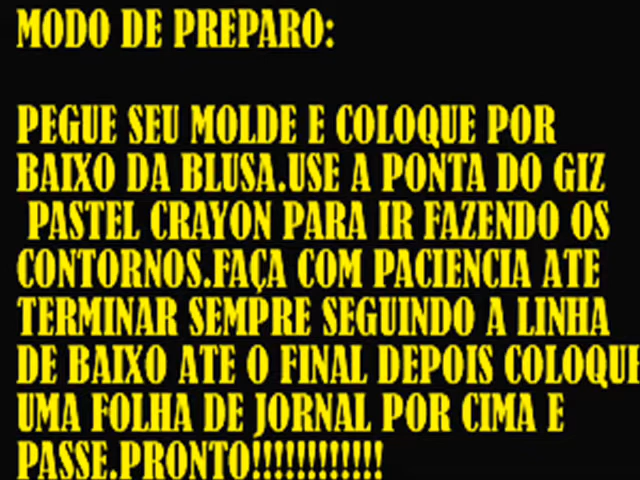 MODO DE PREPARO:
PEGUE SEU MOLDE E COLOQUE POR
BAIXO DA BLUSA.USE A PONTA DO GIZ
PASTEL CRAYON PARA IR FAZENDO OS
CONTORNOS.FAÇA COM PACIENCIA ATE
TERMINAR SEMPRE SEGUINDO A LINHA
DE BAIXO ATE O FINAL DEPOIS COLOQUE
UMA FOLHA DE JORNAL POR CIMA E
PASSE.PRONTO!!!!!!!!!!!!